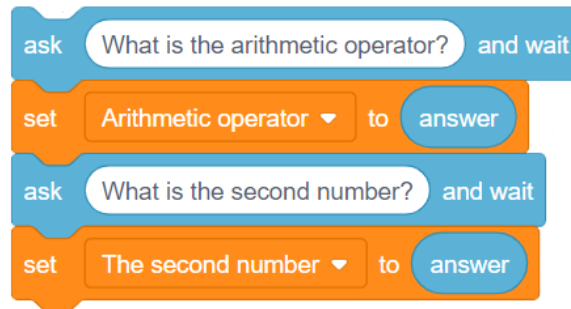 ask What is the arithmetic operator? and wait
set Arithmetic operator to answer
ask What is the second number? and wait
set The second number to answer